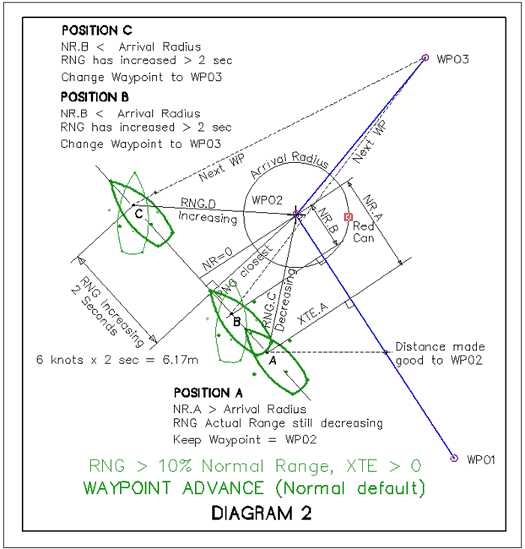 POSITION C
NR.B < Arrival Radius
RNG has increased > 2 sec
Change Waypoint to WP03
POSITION B
NR.B < Arrival Radius
RNG has increased > 2 sec
Change Waypoint to WP03
WP03
Next WP
Next WP
Arrival Radius
WP02
NR.A
NR.B
Red
Can
RNG.D
Increasing
C
NR=0
RNG closest
RNG.C
Decreasing
XTE.A
RNG Increasing
2 Seconds
B
A
6 knots x 2 sec = 6.17m
Distance made
good to WP02
POSITION A
NR.A > Arrival Radius
RNG Actual Range still decreasing
Keep Waypoint = WP02
WP01
RNG > 10% Normal Range, XTE > 0
WAYPOINT ADVANCE (Normal default)
DIAGRAM 2